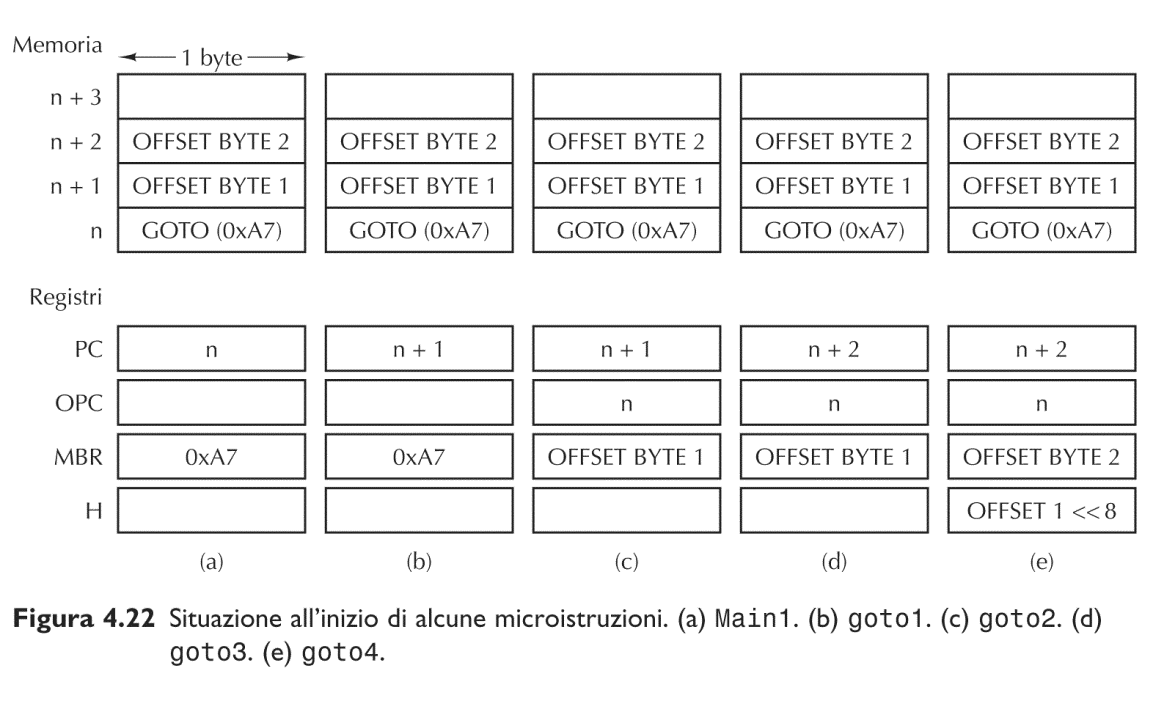 Memoria
1 byte
n + 3
n + 2 OFFSET BYTE 2 OFFSET BYTE 2 OFFSET BYTE 2 OFFSET BYTE 2 OFFSET BYTE 2
n + 1 OFFSET BYTE 1 OFFSET BYTE 1 OFFSET BYTE 1 OFFSET BYTE 1 OFFSET BYTE 1
n GOTO (0xA7) GOTO (0xA7) GOTO (0xA7) GOTO (0xA7) GOTO (0xA7)
Registri
PC n n + 1 n + 1 n + 2 n + 2
OPC n n n
MBR 0xA7 0xA7 OFFSET BYTE 1 OFFSET BYTE 1 OFFSET BYTE 2
H OFFSET 1 <<8
(a) (b) (c) (d) (e)
Figura 4.22 Situazione all'inizio di alcune microistruzioni. (a) Main1. (b) goto1. (c) goto2. (d)
goto3. (e) goto4.